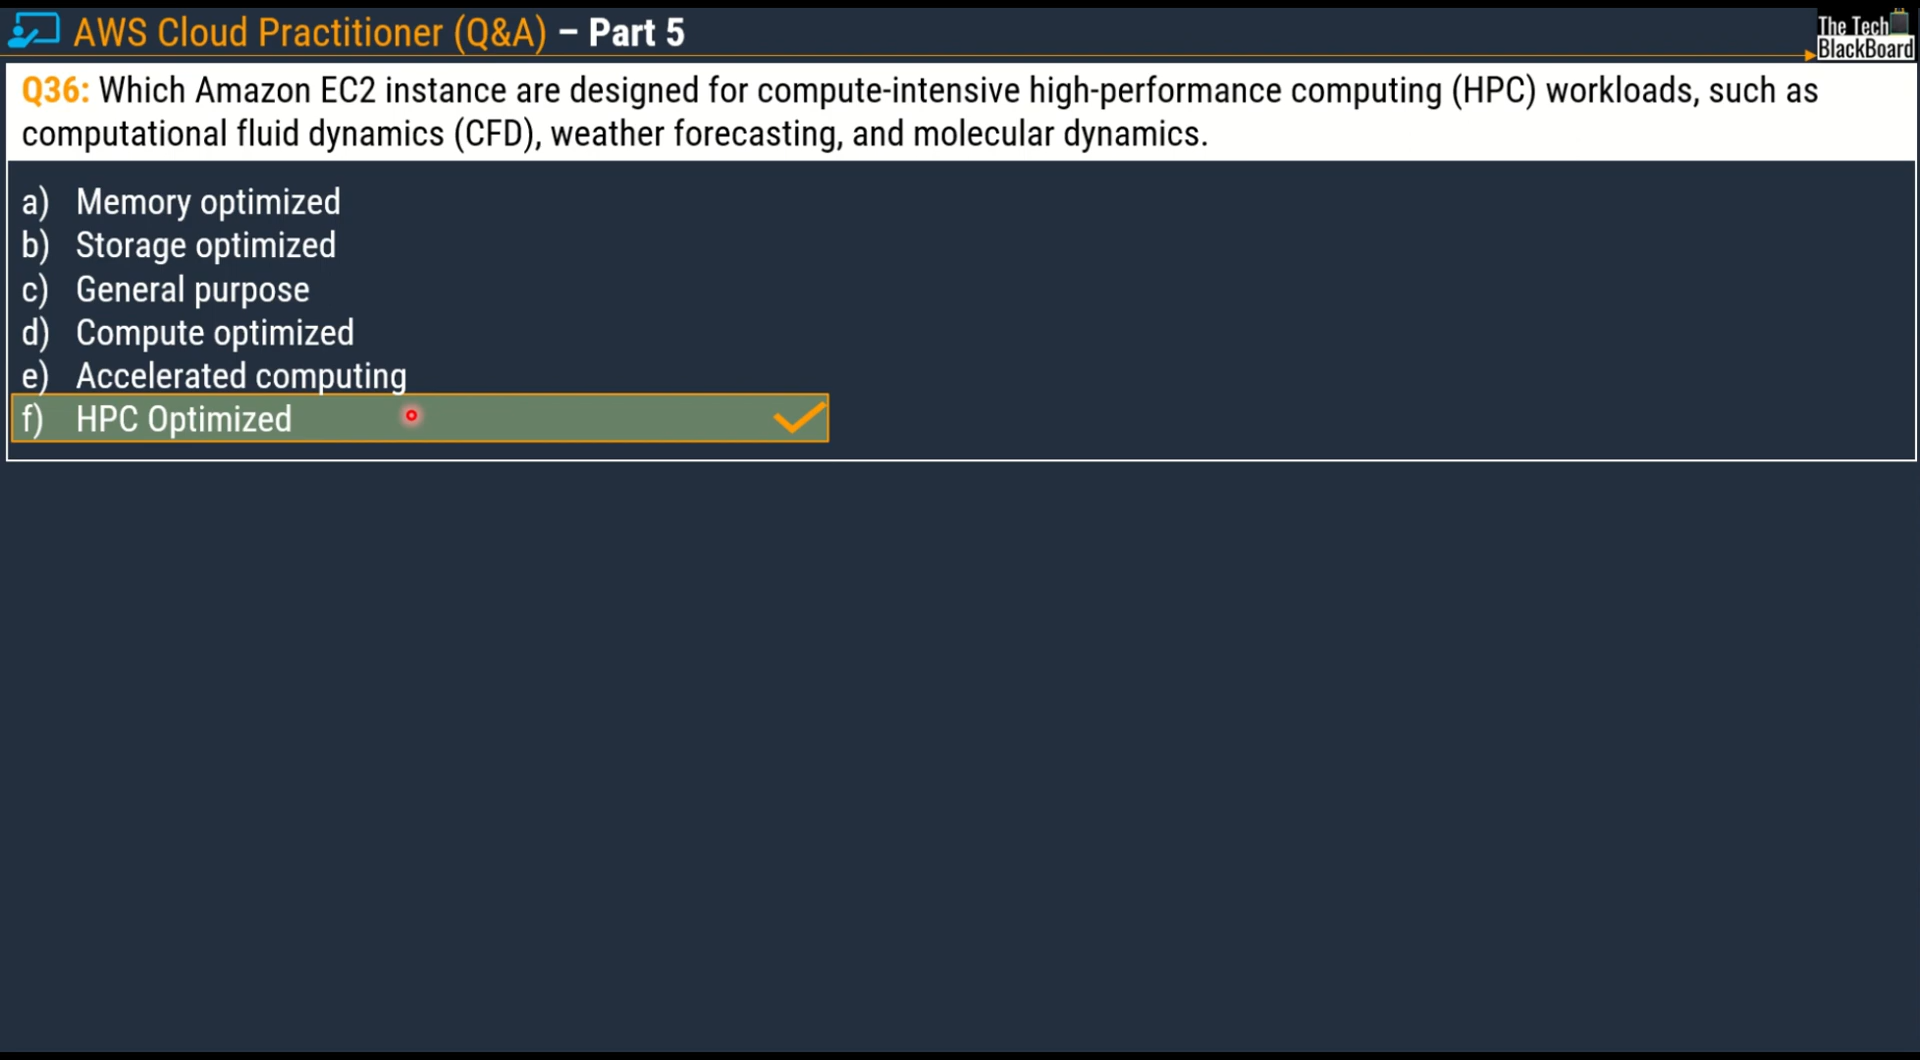 AWS Cloud Practitioner (Q&A) – Part 5
The Tech
BlackBoard
Q36: Which Amazon EC2 instance are designed for compute-intensive high-performance computing (HPC) workloads, such as
computational fluid dynamics (CFD), weather forecasting, and molecular dynamics.
a) Memory optimized
b) Storage optimized
c) General purpose
d) Compute optimized
e) Accelerated computing
f) HPC Optimized